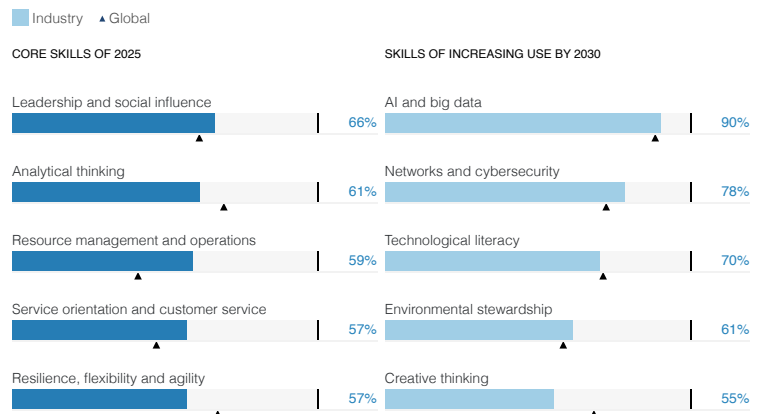 Industry Global
CORE SKILLS OF 2025
Leadership and social influence
66%
Analytical thinking
61%
Resource management and operations
59%
Service orientation and customer service
57%
Resilience, flexibility and agility
57%
SKILLS OF INCREASING USE BY 2030
AI and big data
90%
Networks and cybersecurity
78%
Technological literacy
70%
Environmental stewardship
61%
Creative thinking
55%